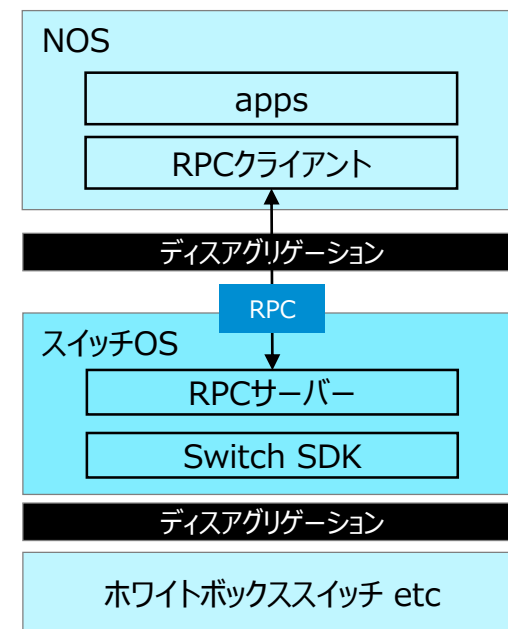 NOS
apps
RPCクライアント
ディスアグリゲーション
RPC
スイッチOS
RPCサーバー
Switch SDK
ディスアグリゲーション
ホワイトボックススイッチ etc